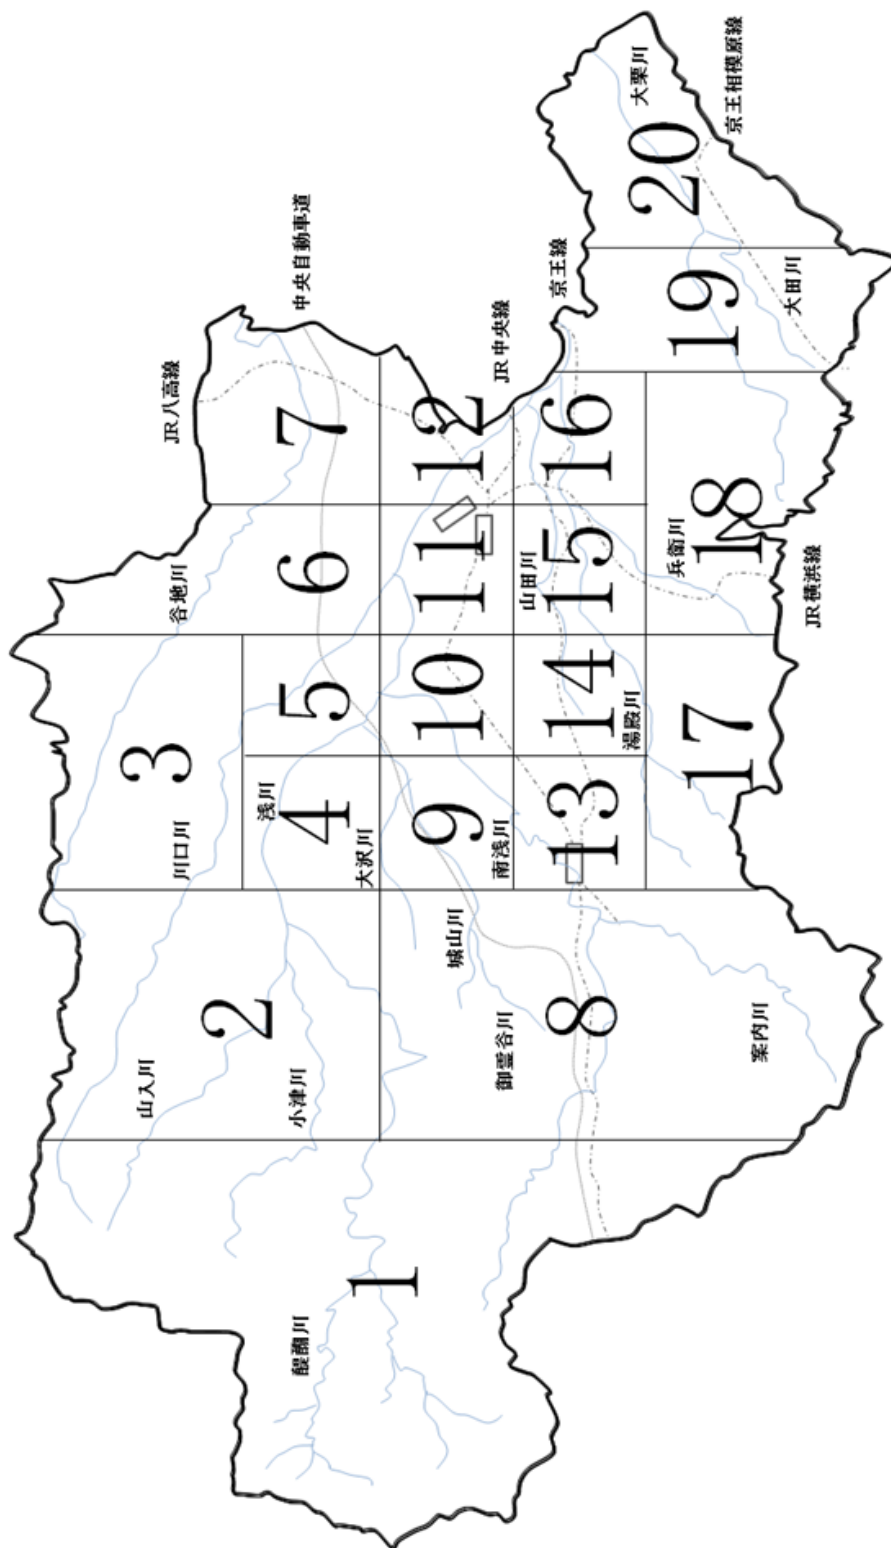 山入川
川口川
3
谷地川
JR八高線
2
醍醐川
小津川
浅川
4
5
6
7
中央自動車道
大沢川
1
城山川
9
10
11
12
御霊谷川
南浅川
JR中央線
山田川
京王線
8
13
14
15
16
湯殿川
大栗川
兵衛川
17
18
19
20
京王相模原線
案内川
大田川
JR横浜線